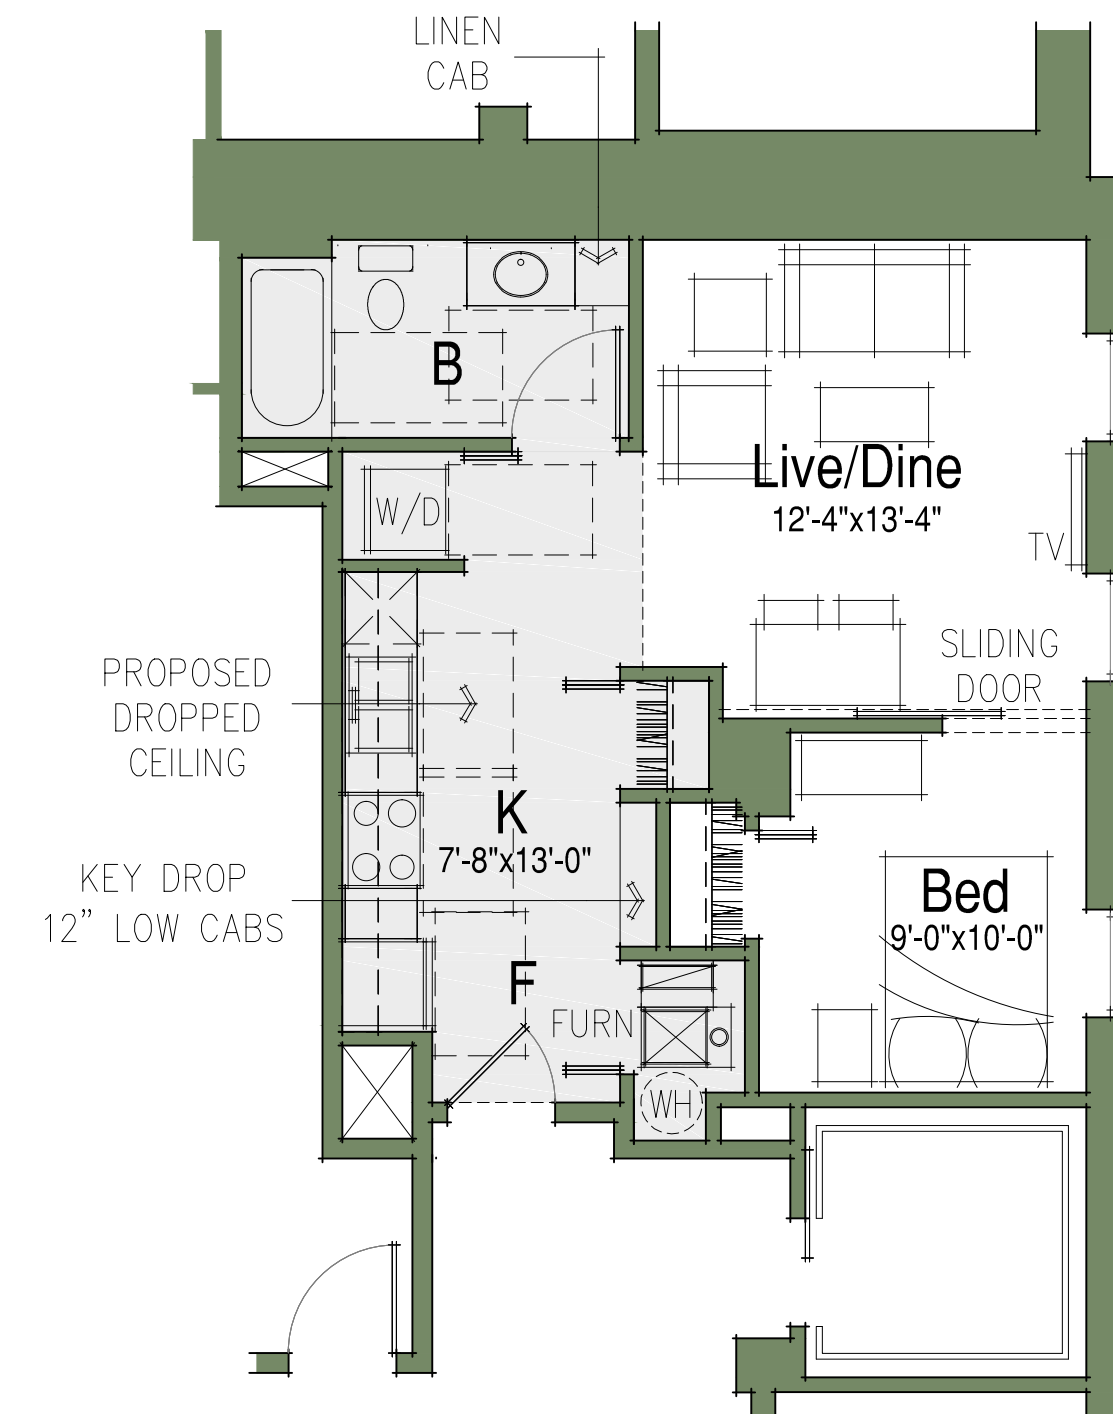 LINEN
CAB
B
Live/Dine
12'-4"x13'-4"
W/D
TV
SLIDING
DOOR
PROPOSED
DROPPED
CEILING
K
7'-8"x13'-0"
KEY DROP
12” LOW CABS
Bed
9'-0"x10'-0"
F
FURN
WH